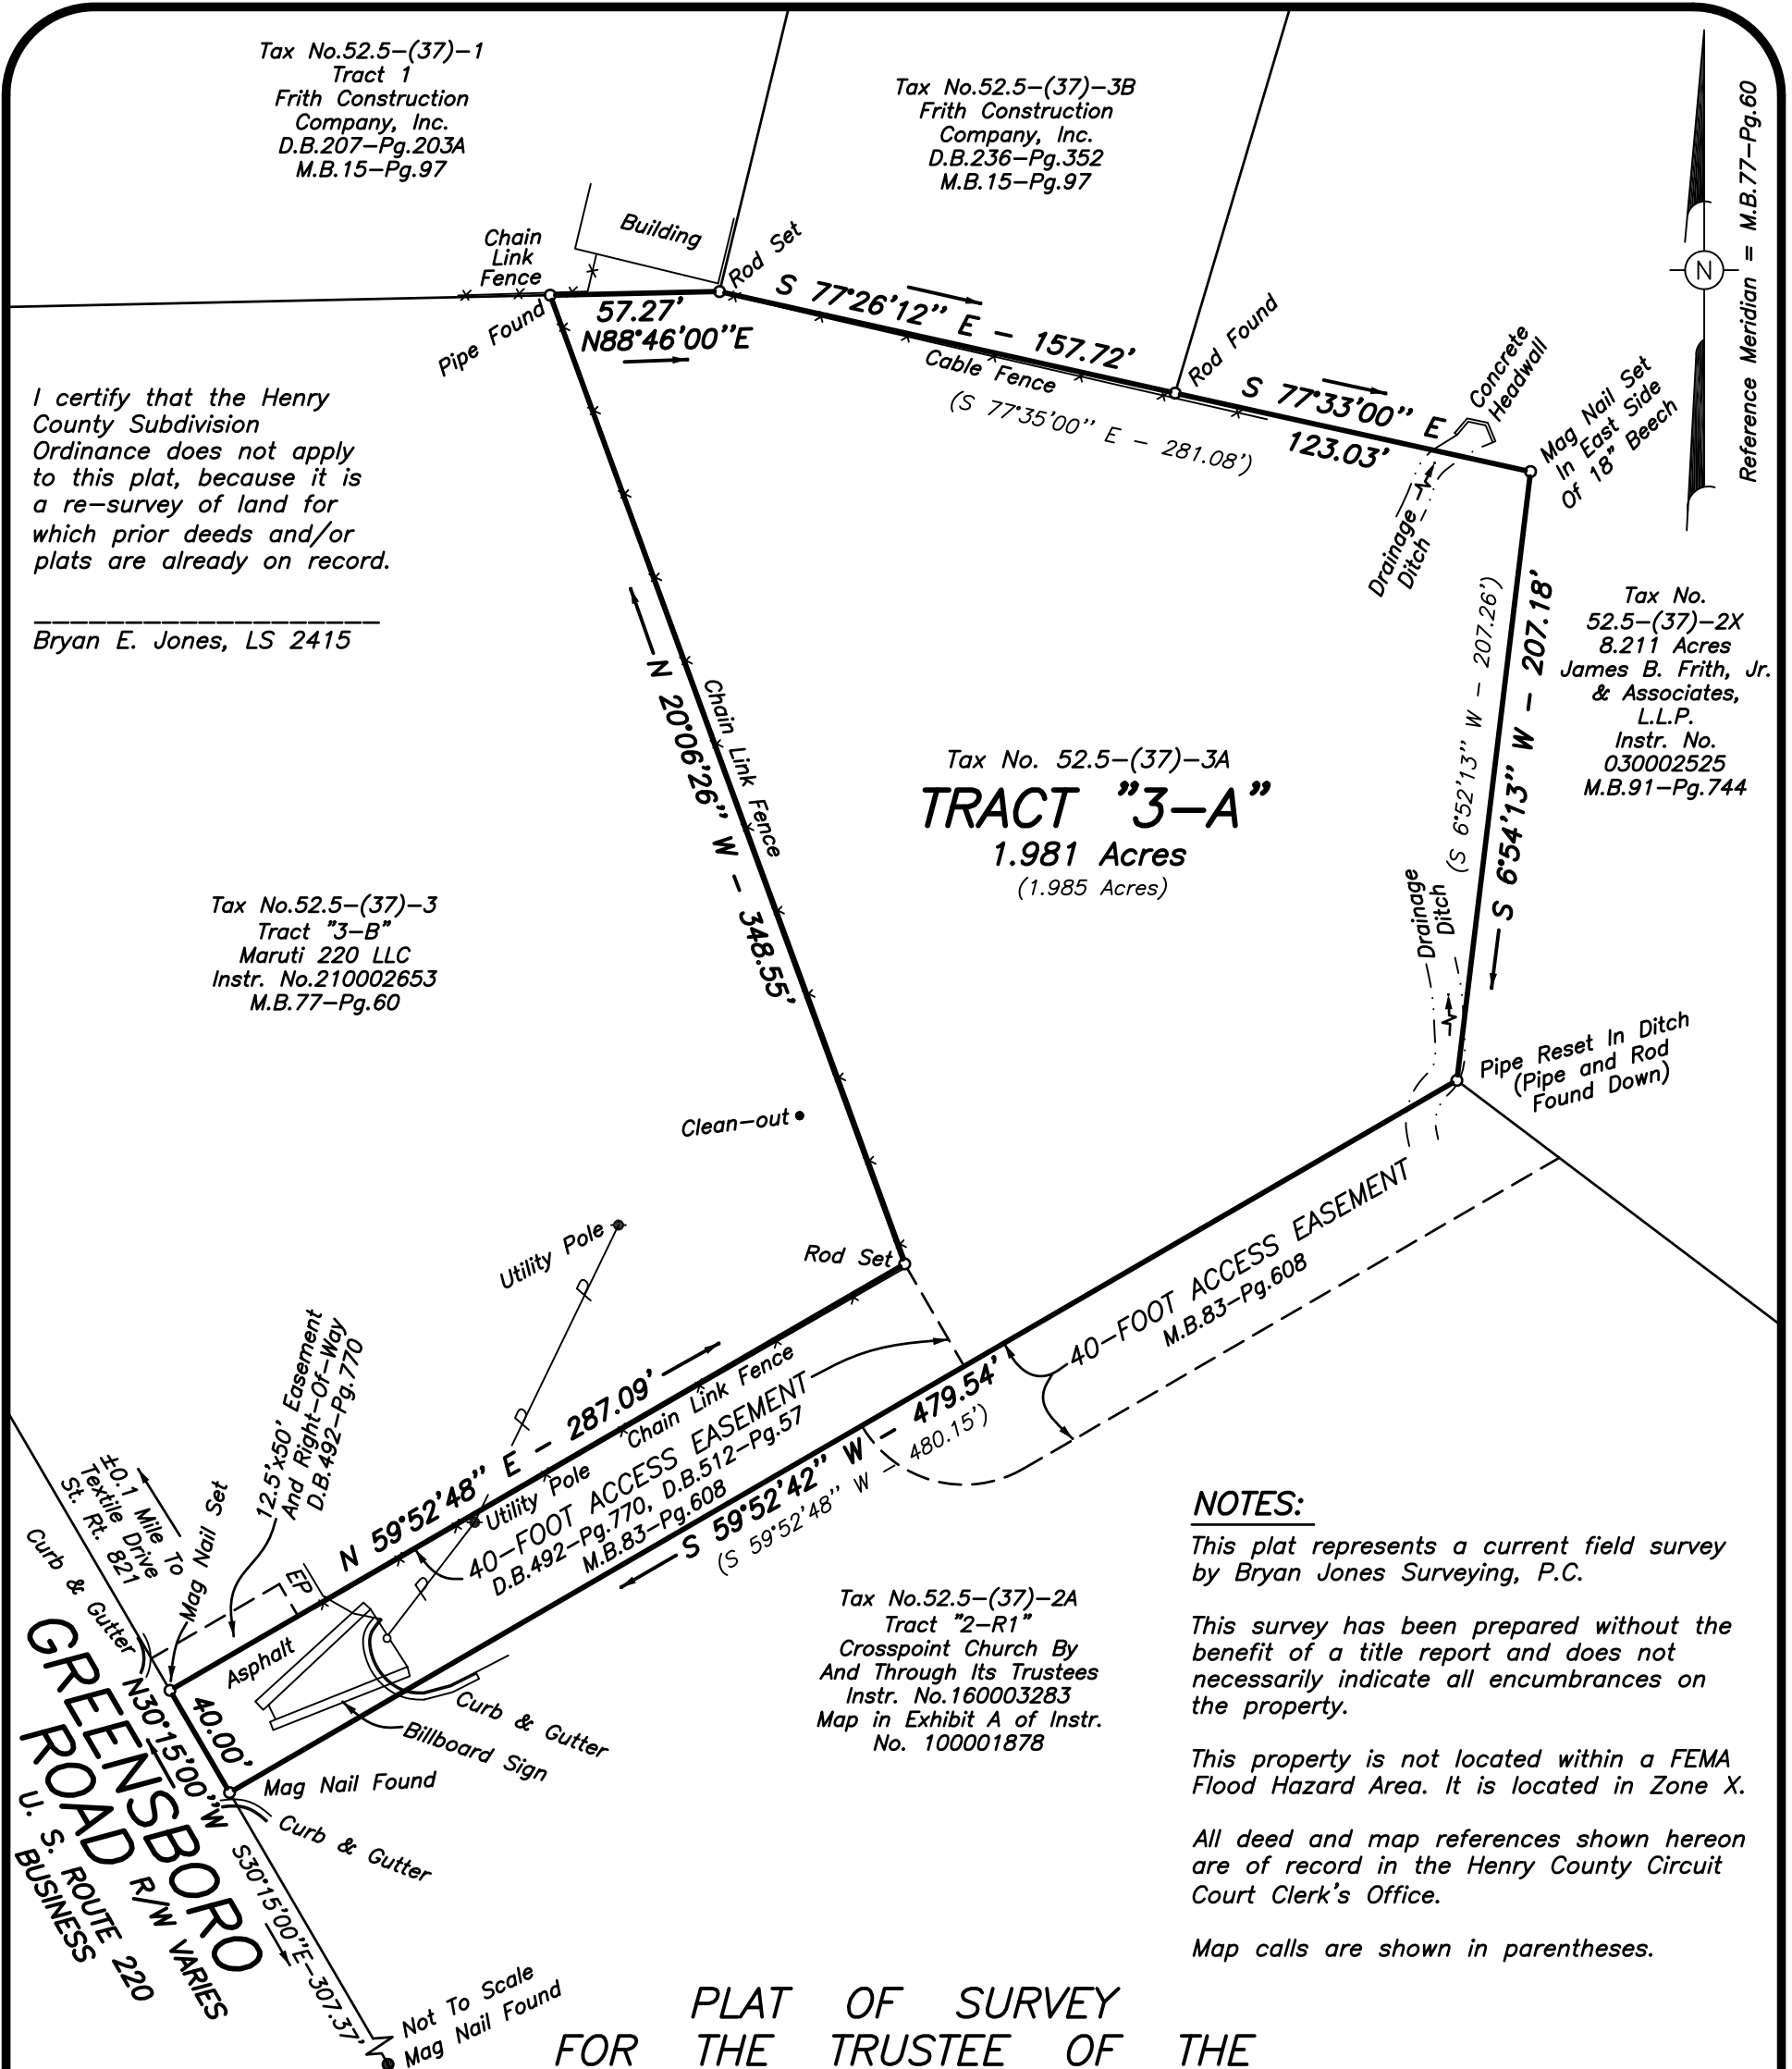 Tax No.52.5-(37)-1
Tract 1
Frith Construction
Company, Inc.
D.B.207-Pg.203A
M.B.15-Pg.97
Tax No.52.5-(37)-3B
Frith Construction
Company, Inc.
D.B.236-Pg.352
M.B.15-Pg.97
Reference Meridian = M.B.77-Pg.60
N
Chain
Link
Fence
Building
Rod Set
Pipe Found
57.27'
N88°46'00"E
S 77°26'12" E - 157.72'
Cable Fence
(S 77°35'00" E - 281.08')
Rod Found
S 77°33'00" E
123.03'
Concrete
Headwall
Mag Nail Set
In East Side
Of 18" Beech
Drainage
Ditch
I certify that the Henry
County Subdivision
Ordinance does not apply
to this plat, because it is
a re-survey of land for
which prior deeds and/or
plats are already on record.
Bryan E. Jones, LS 2415
N 20°06'26" W - 348.55'
Chain Link Fence
(S 6°52'13" W - 207.26')
S 6°54'13" W - 207.18'
Tax No.
52.5-(37)-2X
8.211 Acres
James B. Frith, Jr.
& Associates,
L.L.P.
Instr. No.
030002525
M.B.91-Pg.744
Tax No. 52.5-(37)-3A
TRACT "3-A"
1.981 Acres
(1.985 Acres)
Tax No.52.5-(37)-3
Tract "3-B"
Maruti 220 LLC
Instr. No.210002653
M.B.77-Pg.60
Drainage
Ditch
Pipe Reset In Ditch
(Pipe and Rod
Found Down)
Clean-out
Utility Pole
Rod Set
P
P
40-FOOT ACCESS EASEMENT
M.B.83-Pg.608
12.5'x50' Easement
And Right-Of-Way
D.B.492-Pg.770
N 59°52'48" E - 287.09'
Chain Link Fence
Utility Pole
P
40-FOOT ACCESS EASEMENT
D.B.492-Pg.770, D.B.512-Pg.57
M.B.83-Pg.608
S 59°52'42" W - 479.54'
(S 59°52'48" W - 480.15')
±0.1 Mile To
Textile Drive
St. Rt. 821
Mag Nail Set
Curb & Gutter
EP
Asphalt
N30°15'00"W
40.00'
Curb & Gutter
Billboard Sign
Mag Nail Found
Curb & Gutter
GREENSBORO
ROAD R/W VARIES
U. S. ROUTE 220
BUSINESS
S30°15'00"E-307.37'
Not To Scale
Mag Nail Found
Tax No.52.5-(37)-2A
Tract "2-R1"
Crosspoint Church By
And Through Its Trustees
Instr. No.160003283
Map in Exhibit A of Instr.
No. 100001878
NOTES:
This plat represents a current field survey
by Bryan Jones Surveying, P.C.
This survey has been prepared without the
benefit of a title report and does not
necessarily indicate all encumbrances on
the property.
This property is not located within a FEMA
Flood Hazard Area. It is located in Zone X.
All deed and map references shown hereon
are of record in the Henry County Circuit
Court Clerk's Office.
Map calls are shown in parentheses.
PLAT OF SURVEY
FOR THE TRUSTEE OF THE